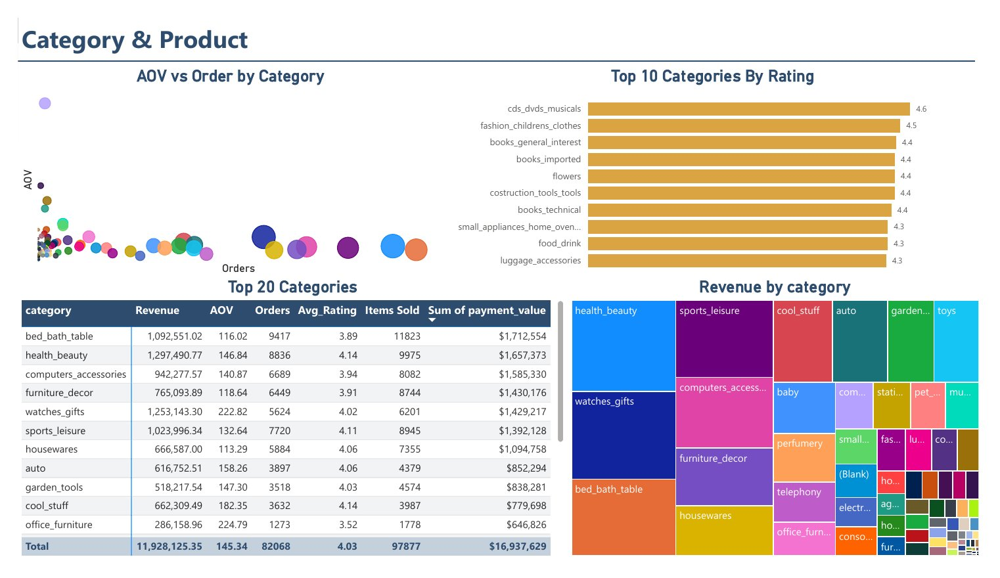 Category & Product
AOV vs Order by Category
AOV
Orders
Top 10 Categories By Rating
cds_dvds_musicals 4.6
fashion_childrens_clothes 4.5
books_general_interest 4.4
books_imported 4.4
flowers 4.4
costruction_tools_tools 4.4
books_technical 4.4
small_appliances_home_oven... 4.3
food_drink 4.3
luggage_accessories 4.3
Top 20 Categories
category Revenue AOV Orders Avg_Rating Items Sold Sum of payment_value
bed_bath_table 1,092,551.02 116.02 9417 3.89 11823 $1,712,554
health_beauty 1,297,490.77 146.84 8836 4.14 9975 $1,657,373
computers_accessories 942,277.57 140.87 6689 3.94 8082 $1,585,330
furniture_decor 765,093.89 118.64 6449 3.91 8744 $1,430,176
watches_gifts 1,253,143.30 222.82 5624 4.02 6201 $1,429,217
sports_leisure 1,023,996.34 132.64 7720 4.11 8945 $1,392,128
housewares 666,587.00 113.29 5884 4.06 7355 $1,094,758
auto 616,752.51 158.26 3897 4.06 4379 $852,294
garden_tools 518,217.54 147.30 3518 4.03 4574 $838,281
cool_stuff 662,309.49 182.35 3632 4.14 3987 $779,698
office_furniture 286,158.96 224.79 1273 3.52 1778 $646,826
Total 11,928,125.35 145.34 82068 4.03 97877 $16,937,629
Revenue by category
health_beauty
watches_gifts
bed_bath_table
sports_leisure
computers_access...
furniture_decor
housewares
cool_stuff
auto
garden...
toys
baby
perfumery
telephony
office_furn...
com...
stati...
pet_...
mu...
small...
(Blank)
electr...
conso...
fas...
lu...
co...
ho...
ag...
ho...
fur...